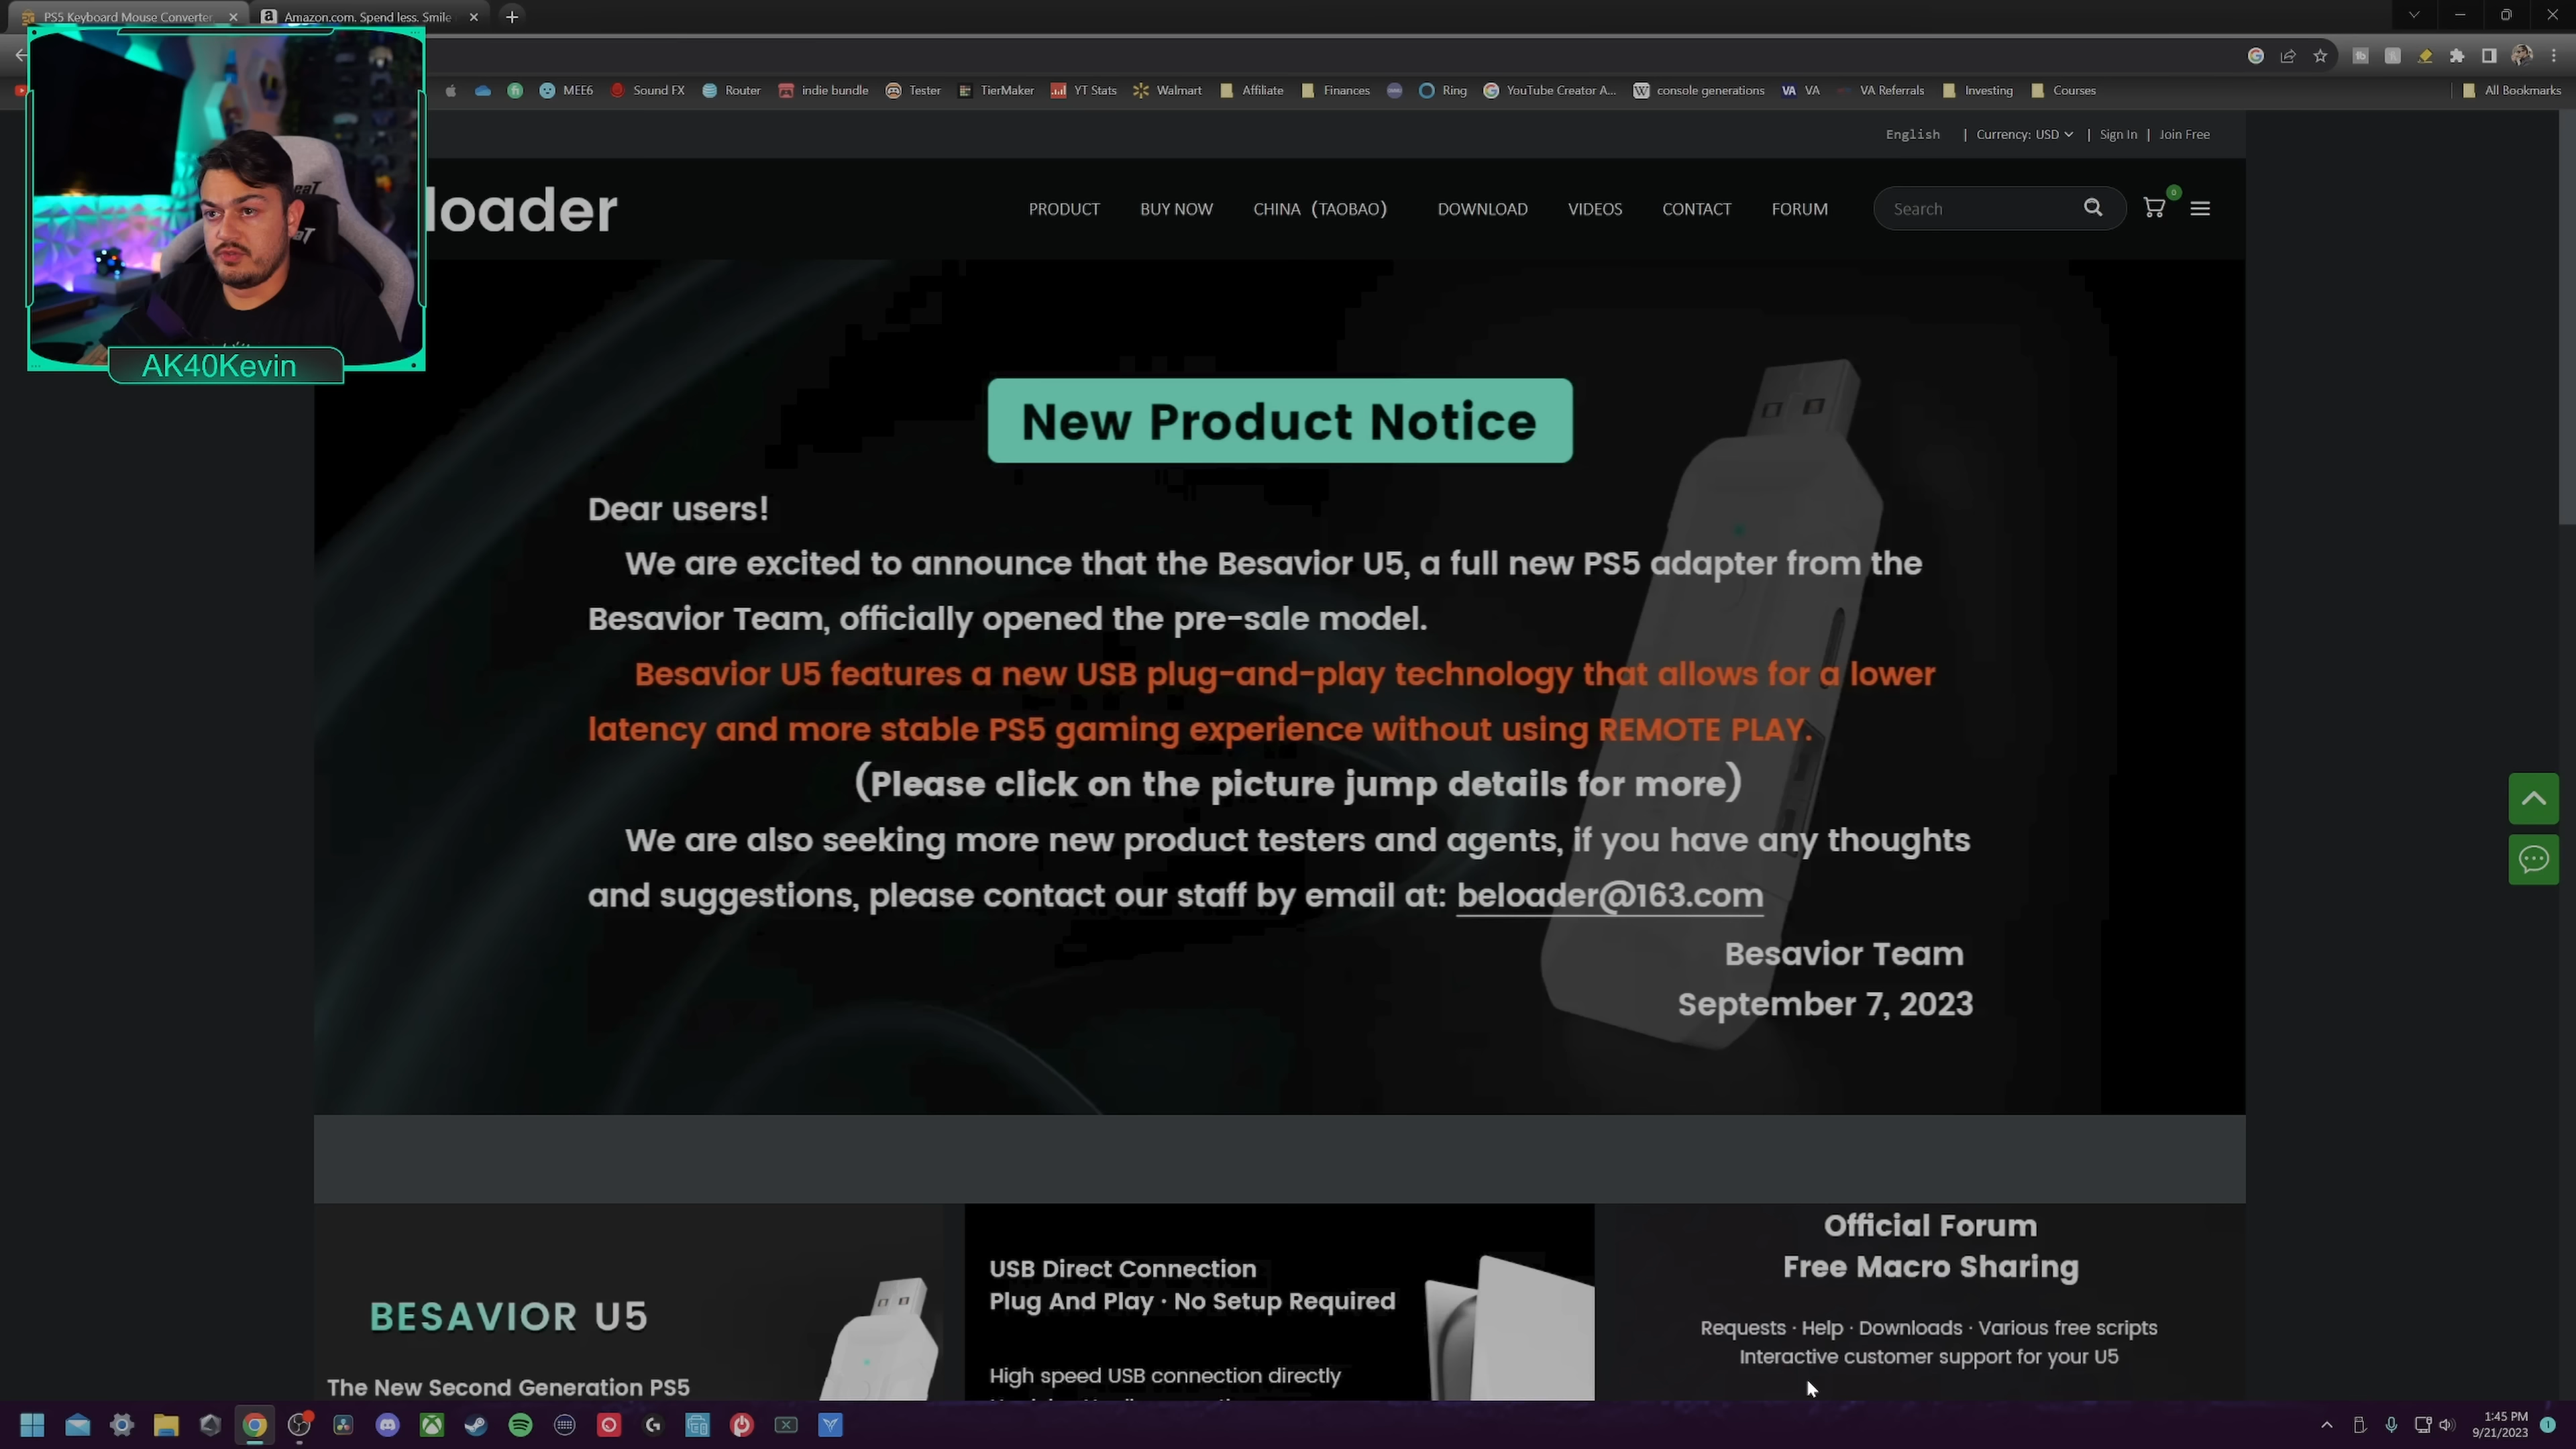 PS5 Keyboard Mouse Converter
Amazon.com. Spend less. Smile
MEE6 Sound FX Router indie bundle Tester TierMaker YT Stats Walmart Affiliate Finances Ring YouTube Creator A... console generations VA VA Referrals Investing Courses All Bookmarks
English | Currency: USD | Sign In | Join Free
loader
PRODUCT BUY NOW CHINA (TAOBAO) DOWNLOAD VIDEOS CONTACT FORUM Search 0
AK40Kevin
New Product Notice
Dear users!
We are excited to announce that the Besavior U5, a full new PS5 adapter from the
Besavior Team, officially opened the pre-sale model.
Besavior U5 features a new USB plug-and-play technology that allows for a lower
latency and more stable PS5 gaming experience without using REMOTE PLAY.
(Please click on the picture jump details for more)
We are also seeking more new product testers and agents, if you have any thoughts
and suggestions, please contact our staff by email at: beloader@163.com
Besavior Team
September 7, 2023
BESAVIOR U5
The New Second Generation PS5
USB Direct Connection
Plug And Play · No Setup Required
High speed USB connection directly
Official Forum
Free Macro Sharing
Requests · Help · Downloads · Various free scripts
Interactive customer support for your U5
1:45 PM
9/21/2023